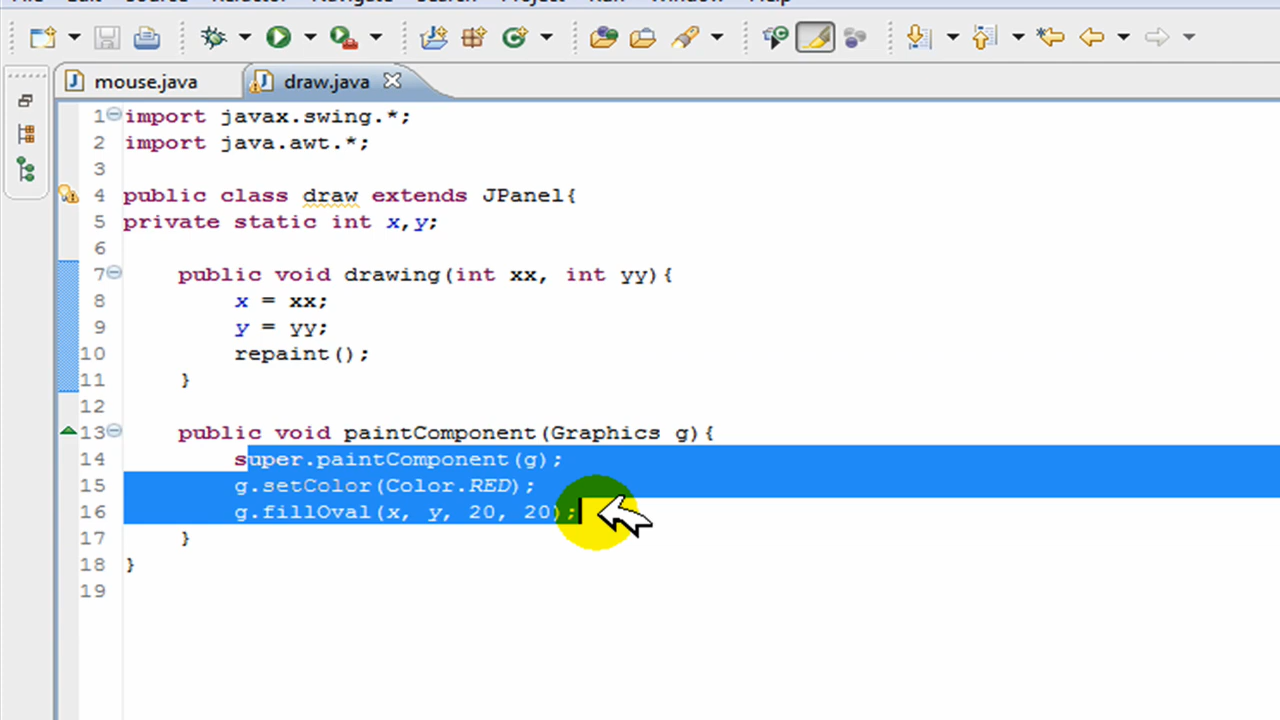 mouse.java draw.java
1 import javax.swing.*;
2 import java.awt.*;
3
4 public class draw extends JPanel{
5 private static int x,y;
6
7 public void drawing(int xx, int yy){
8 x = xx;
9 y = yy;
10 repaint();
11 }
12
13 public void paintComponent(Graphics g){
14 super.paintComponent(g);
15 g.setColor(Color.RED);
16 g.fillOval(x, y, 20, 20);
17 }
18 }
19